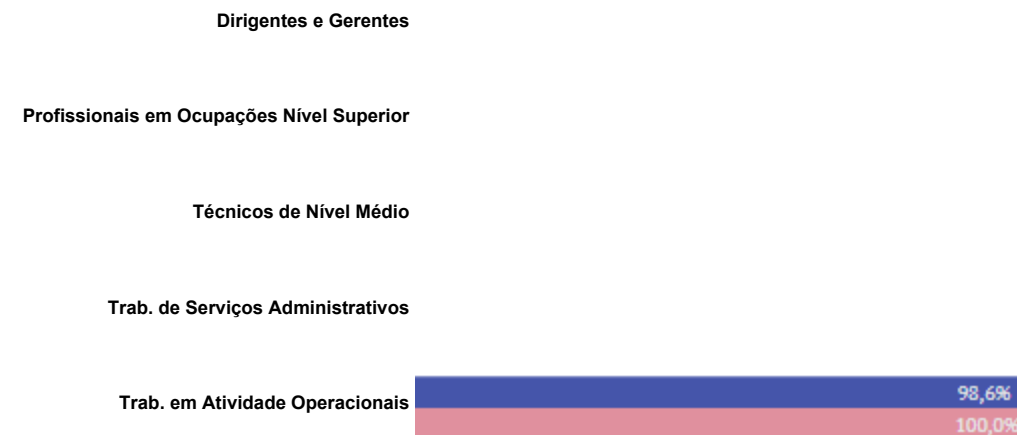 Dirigentes e Gerentes
Profissionais em Ocupações Nível Superior
Técnicos de Nível Médio
Trab. de Serviços Administrativos
Trab. em Atividade Operacionais
98,6%
100,0%